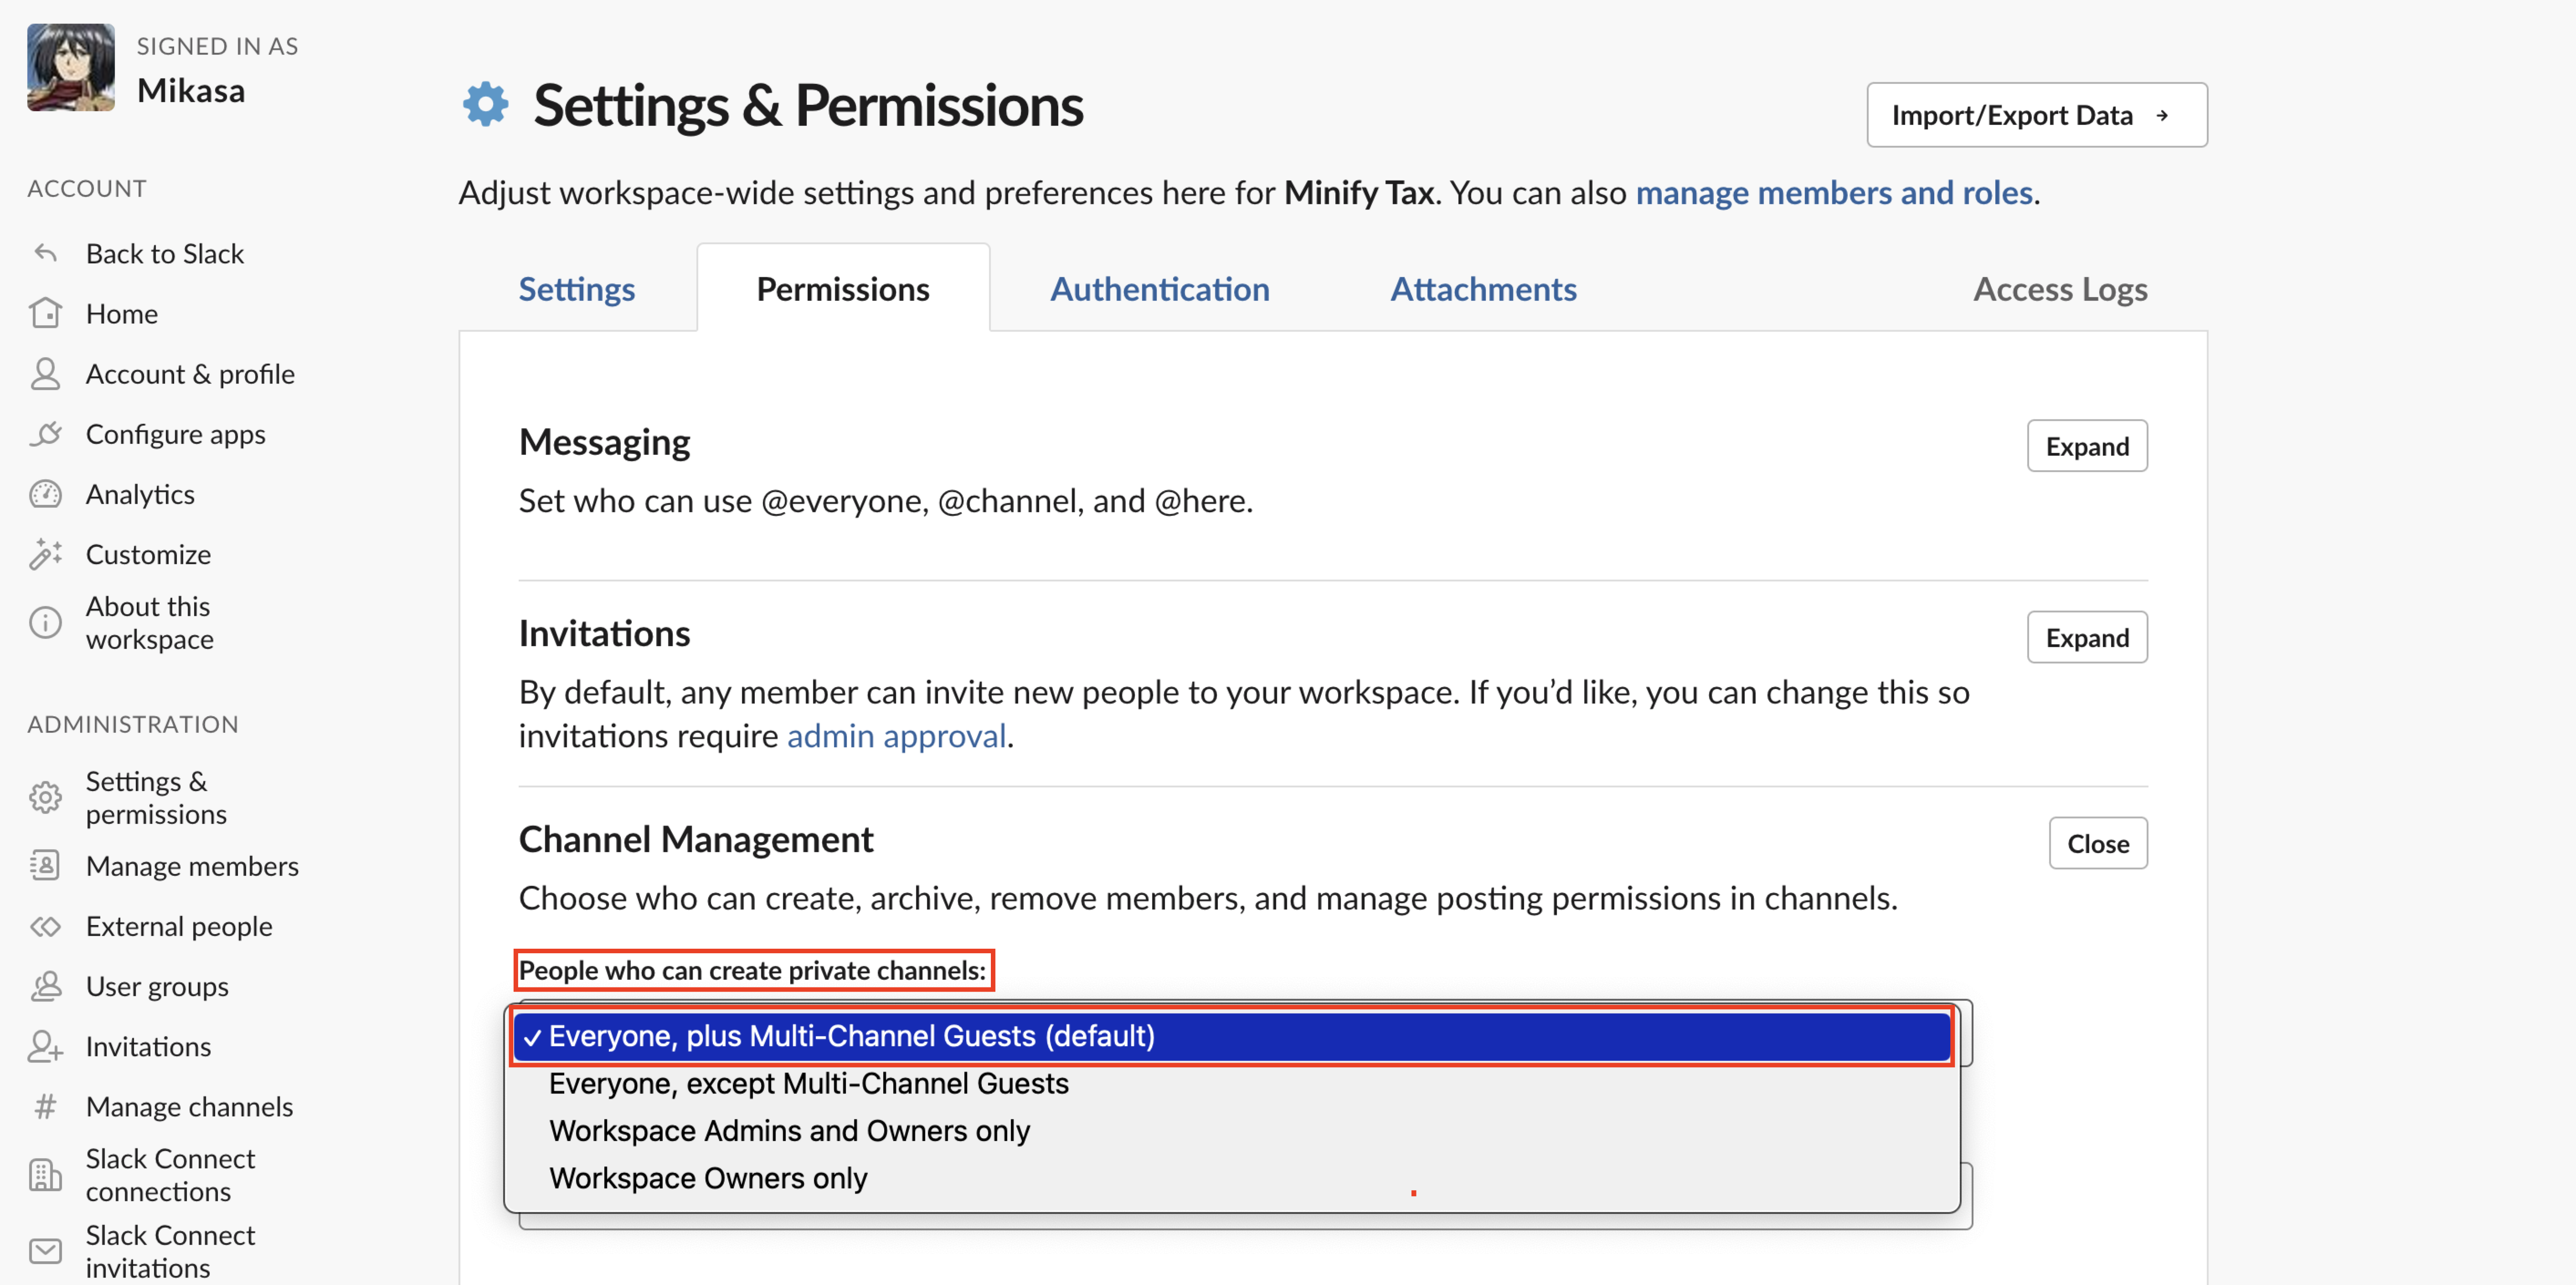 SIGNED IN AS
Mikasa
ACCOUNT
Back to Slack
Home
Account & profile
Configure apps
Analytics
Customize
About this
workspace
ADMINISTRATION
Settings &
permissions
Manage members
External people
User groups
Invitations
# Manage channels
Slack Connect
connections
Slack Connect
invitations
Settings & Permissions
Import/Export Data →
Adjust workspace-wide settings and preferences here for Minify Tax. You can also manage members and roles.
Settings Permissions Authentication Attachments Access Logs
Messaging
Expand
Set who can use @everyone, @channel, and @here.
Invitations
Expand
By default, any member can invite new people to your workspace. If you’d like, you can change this so
invitations require admin approval.
Channel Management
Close
Choose who can create, archive, remove members, and manage posting permissions in channels.
People who can create private channels:
✓ Everyone, plus Multi-Channel Guests (default)
Everyone, except Multi-Channel Guests
Workspace Admins and Owners only
Workspace Owners only